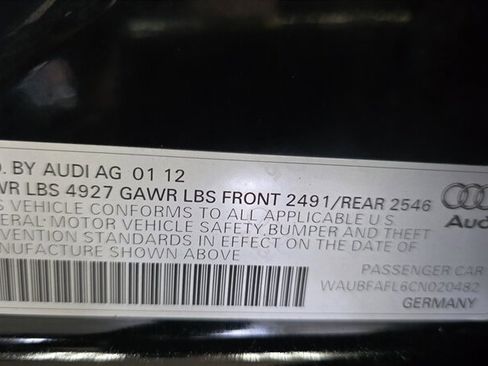 D. BY AUDI AG 01 12
WR LBS 4927 GAWR LBS FRONT 2491/REAR 2546
S VEHICLE CONFORMS TO ALL APPLICABLE U.S.
ERAL MOTOR VEHICLE SAFETY, BUMPER AND THEFT
VENTION STANDARDS IN EFFECT ON THE DATE OF
MANUFACTURE SHOWN ABOVE
Aud
PASSENGER CAR
WAUBFAFL6CN020482
GERMANY